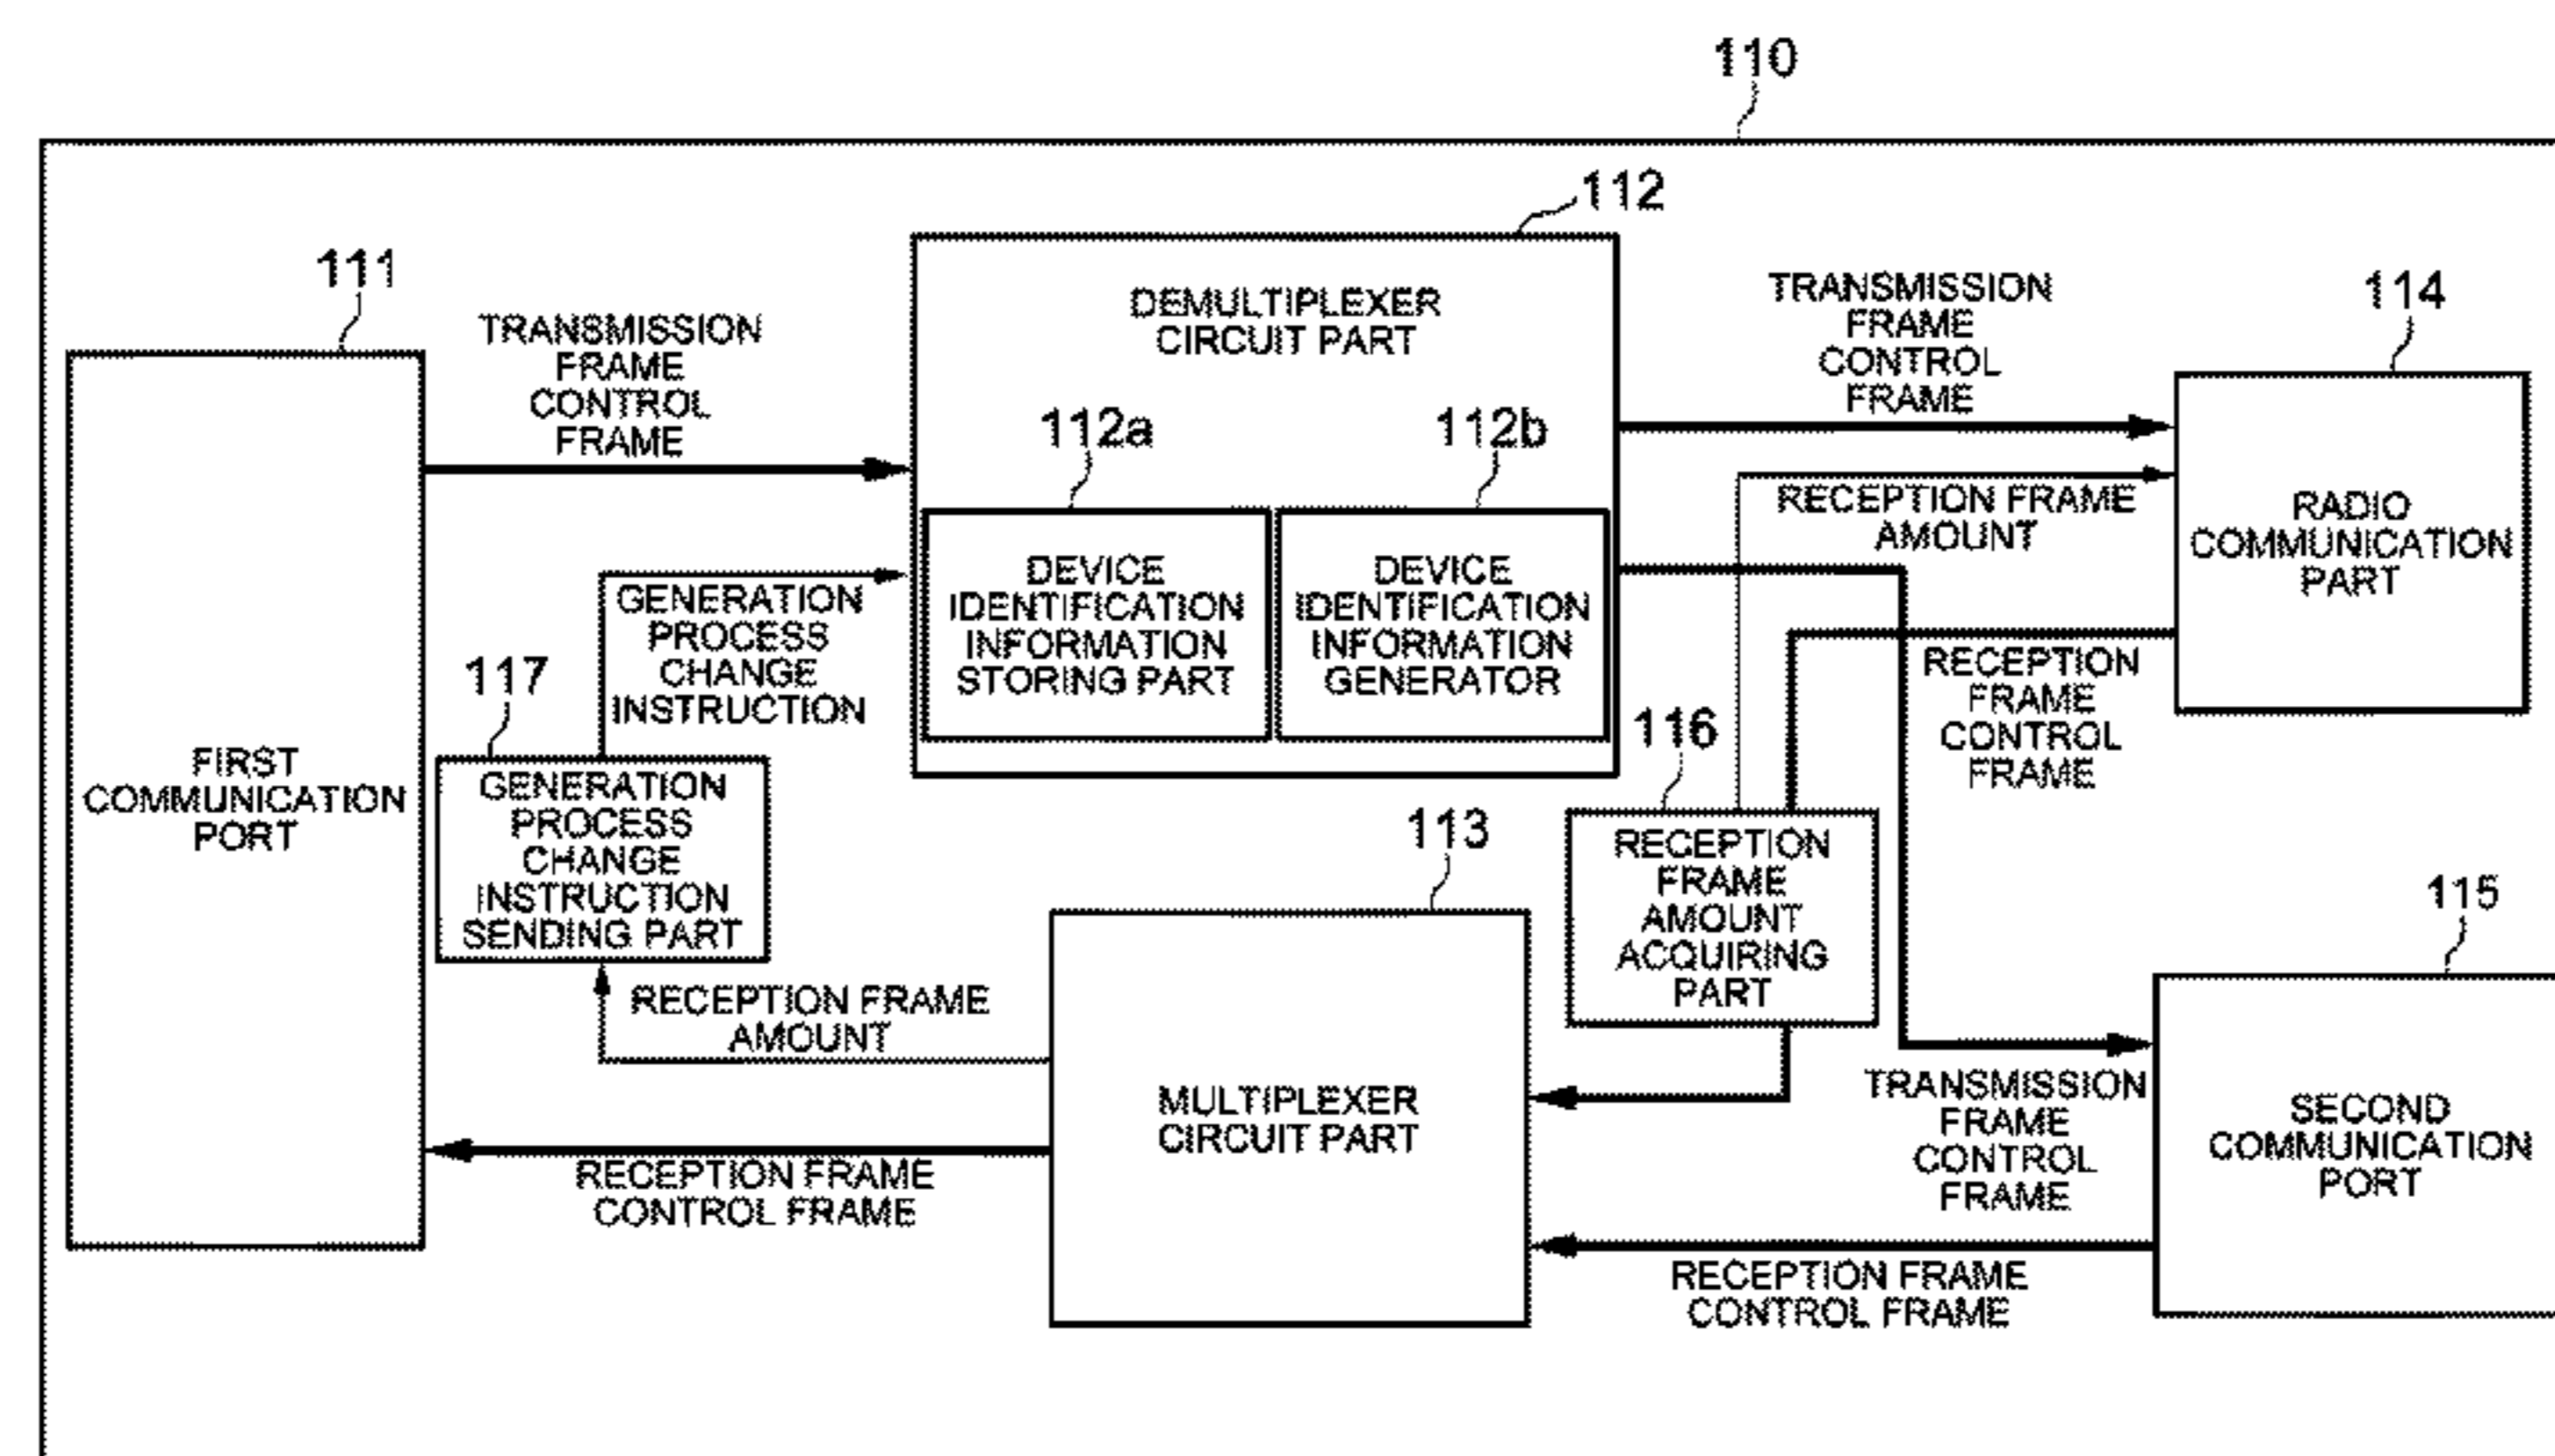 110
112
111
TRANSMISSION
FRAME
CONTROL
FRAME
DEMULTIPLEXER
CIRCUIT PART
TRANSMISSION
FRAME
CONTROL
FRAME
114
112a
112b
RECEPTION FRAME
AMOUNT
RADIO
COMMUNICATION
PART
DEVICE
IDENTIFICATION
INFORMATION
STORING PART
DEVICE
IDENTIFICATION
INFORMATION
GENERATOR
GENERATION
PROCESS
CHANGE
INSTRUCTION
117
RECEPTION
FRAME
CONTROL
FRAME
116
FIRST
COMMUNICATION
PORT
GENERATION
PROCESS
CHANGE
INSTRUCTION
SENDING PART
113
RECEPTION
FRAME
AMOUNT
ACQUIRING
PART
115
RECEPTION FRAME
AMOUNT
MULTIPLEXER
CIRCUIT PART
TRANSMISSION
FRAME
CONTROL
FRAME
SECOND
COMMUNICATION
PORT
RECEPTION FRAME
CONTROL FRAME
RECEPTION FRAME
CONTROL FRAME